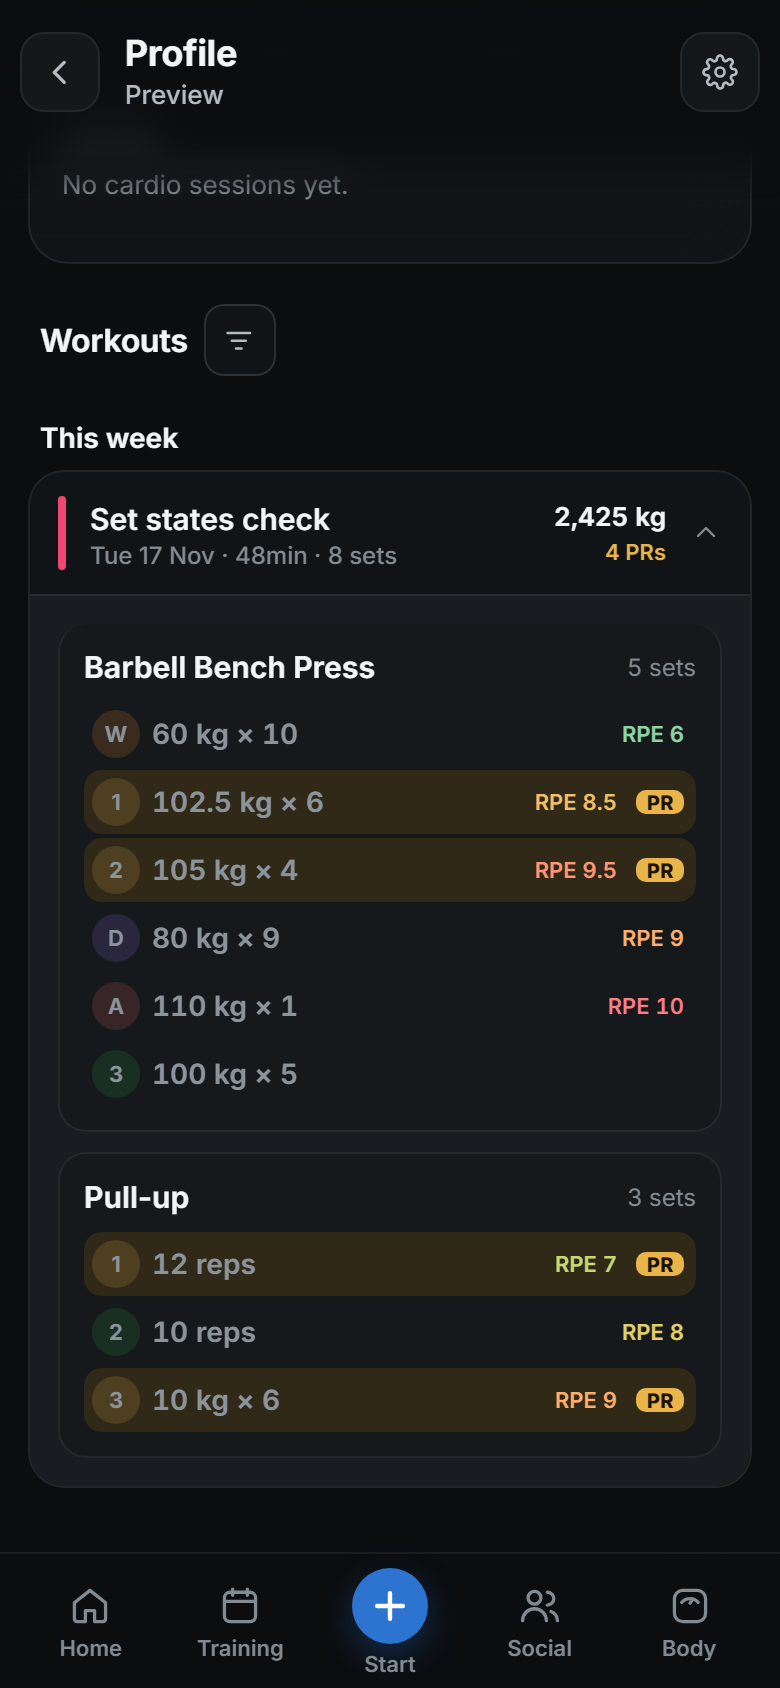 Profile
Preview
No cardio sessions yet.
Workouts
This week
Set states check
2,425 kg
Tue 17 Nov · 48min · 8 sets
4 PRs
Barbell Bench Press
5 sets
W 60 kg × 10 RPE 6
1 102.5 kg × 6 RPE 8.5 PR
2 105 kg × 4 RPE 9.5 PR
D 80 kg × 9 RPE 9
A 110 kg × 1 RPE 10
3 100 kg × 5
Pull-up
3 sets
1 12 reps RPE 7 PR
2 10 reps RPE 8
3 10 kg × 6 RPE 9 PR
Home
Training
Start
Social
Body